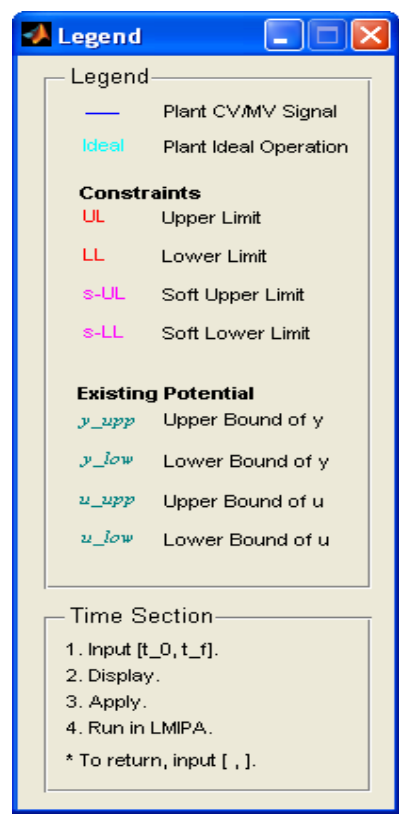 Legend
Legend
Plant CV/MV Signal
Ideal Plant Ideal Operation
Constraints
UL Upper Limit
LL Lower Limit
s-UL Soft Upper Limit
s-LL Soft Lower Limit
Existing Potential
y_upp Upper Bound of y
y_low Lower Bound of y
u_upp Upper Bound of u
u_low Lower Bound of u
Time Section
1. Input [t_0, t_f].
2. Display.
3. Apply.
4. Run in LMIPA.
* To return, input [ , ].